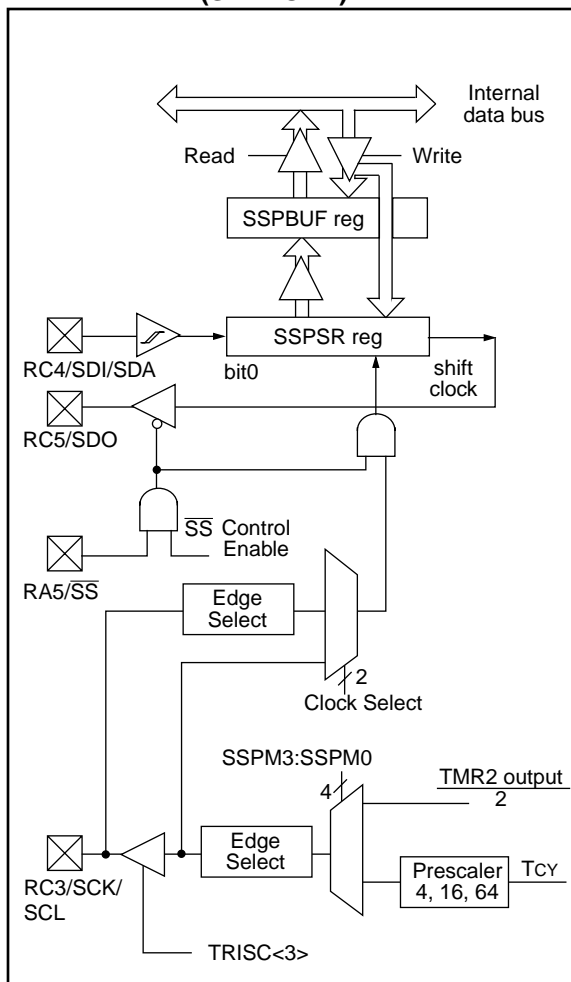 Internal
data bus
Read
Write
SSPBUF reg
SSPSR reg
RC4/SDI/SDA
bit0
shift
clock
RC5/SDO
SS Control
Enable
RA5/SS
Edge
Select
2
Clock Select
SSPM3:SSPM0
TMR2 output
4
2
Edge
Select
Prescaler
4, 16, 64
TCY
RC3/SCK/
SCL
TRISC<3>